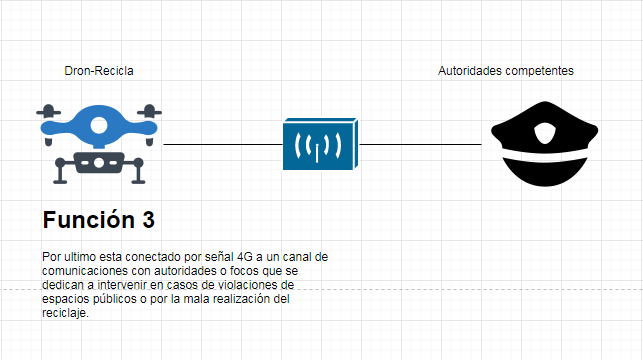 Dron-Recicla
Autoridades competentes
Función 3
Por ultimo esta conectado por señal 4G a un canal de
comunicaciones con autoridades o focos que se
dedican a intervenir en casos de violaciones de
espacios públicos o por la mala realización del
reciclaje.